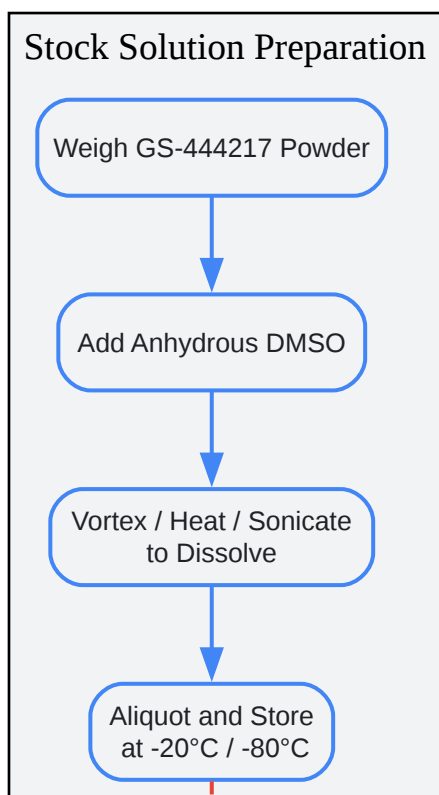 Stock Solution Preparation
Weigh GS-444217 Powder
Add Anhydrous DMSO
Vortex / Heat / Sonicate
to Dissolve
Aliquot and Store
at -20°C / -80°C